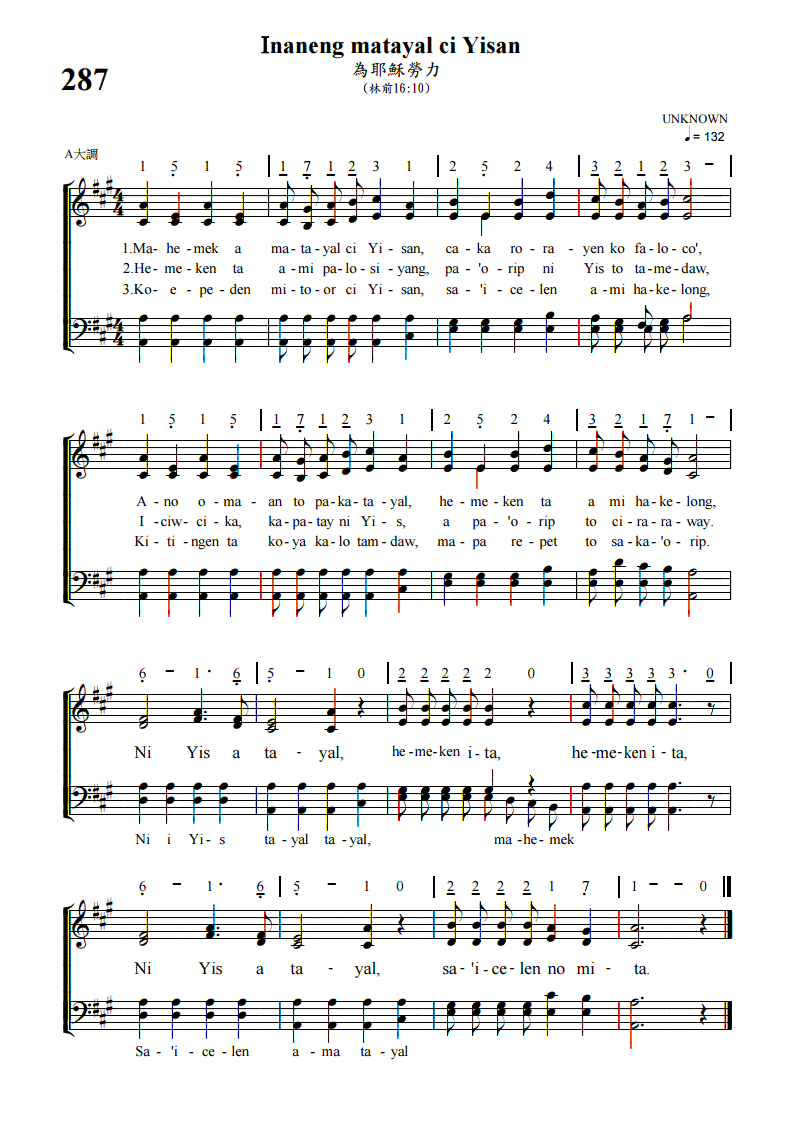 Inaneng matayal ci Yisan
287
為耶穌勞力
(林前16:10)
UNKNOWN
♩= 132
A大調
1 5̣ 1 5̣ | 1 7̣ 1 2 3 1 | 2 5̣ 2 4 | 3 2 1 2 3 – |
1.Ma-he-mek a ma-ta-yal ci Yi-san, ca-ka ro-ra-yen ko fa-lo-co',
2.He-me-ken ta a-mi pa-lo-si-yang, pa-'o-rip ni Yis to ta-me-daw,
3.Ko-e-pe-den mi-to-or ci Yi-san, sa-'i-ce-len a-mi ha-ke-long,
1 5̣ 1 5̣ | 1 7̣ 1 2 3 1 | 2 5̣ 2 4 | 3 2 1 7̣ 1 – |
A-no o-ma-an to pa-ka-ta-yal, he-me-ken ta a mi ha-ke-long,
I-ciw-ci-ka, ka-pa-tay ni Yi-s, a pa-'o-rip to ci-ra-ra-way.
Ki-ti-ngen ta ko-ya ka-lo tam-daw, ma-pa re-pet to sa-ka-'o-rip.
6̣ – 1· 6̣ | 5̣ – 1 0 | 2 2 2 2 2 0 | 3 3 3 3 3· 0 |
Ni Yis a ta-yal, he-me-ken i-ta, he-me-ken i-ta,
Ni i Yi-s ta-yal ta-yal, ma-he-mek
6̣ – 1· 6̣ | 5̣ – 1 0 | 2 2 2 2 1 7̣ | 1 – – 0 ‖
Ni Yis a ta-yal, sa-'i-ce-len no mi-ta.
Sa-'i-ce-len a-ma ta-yal